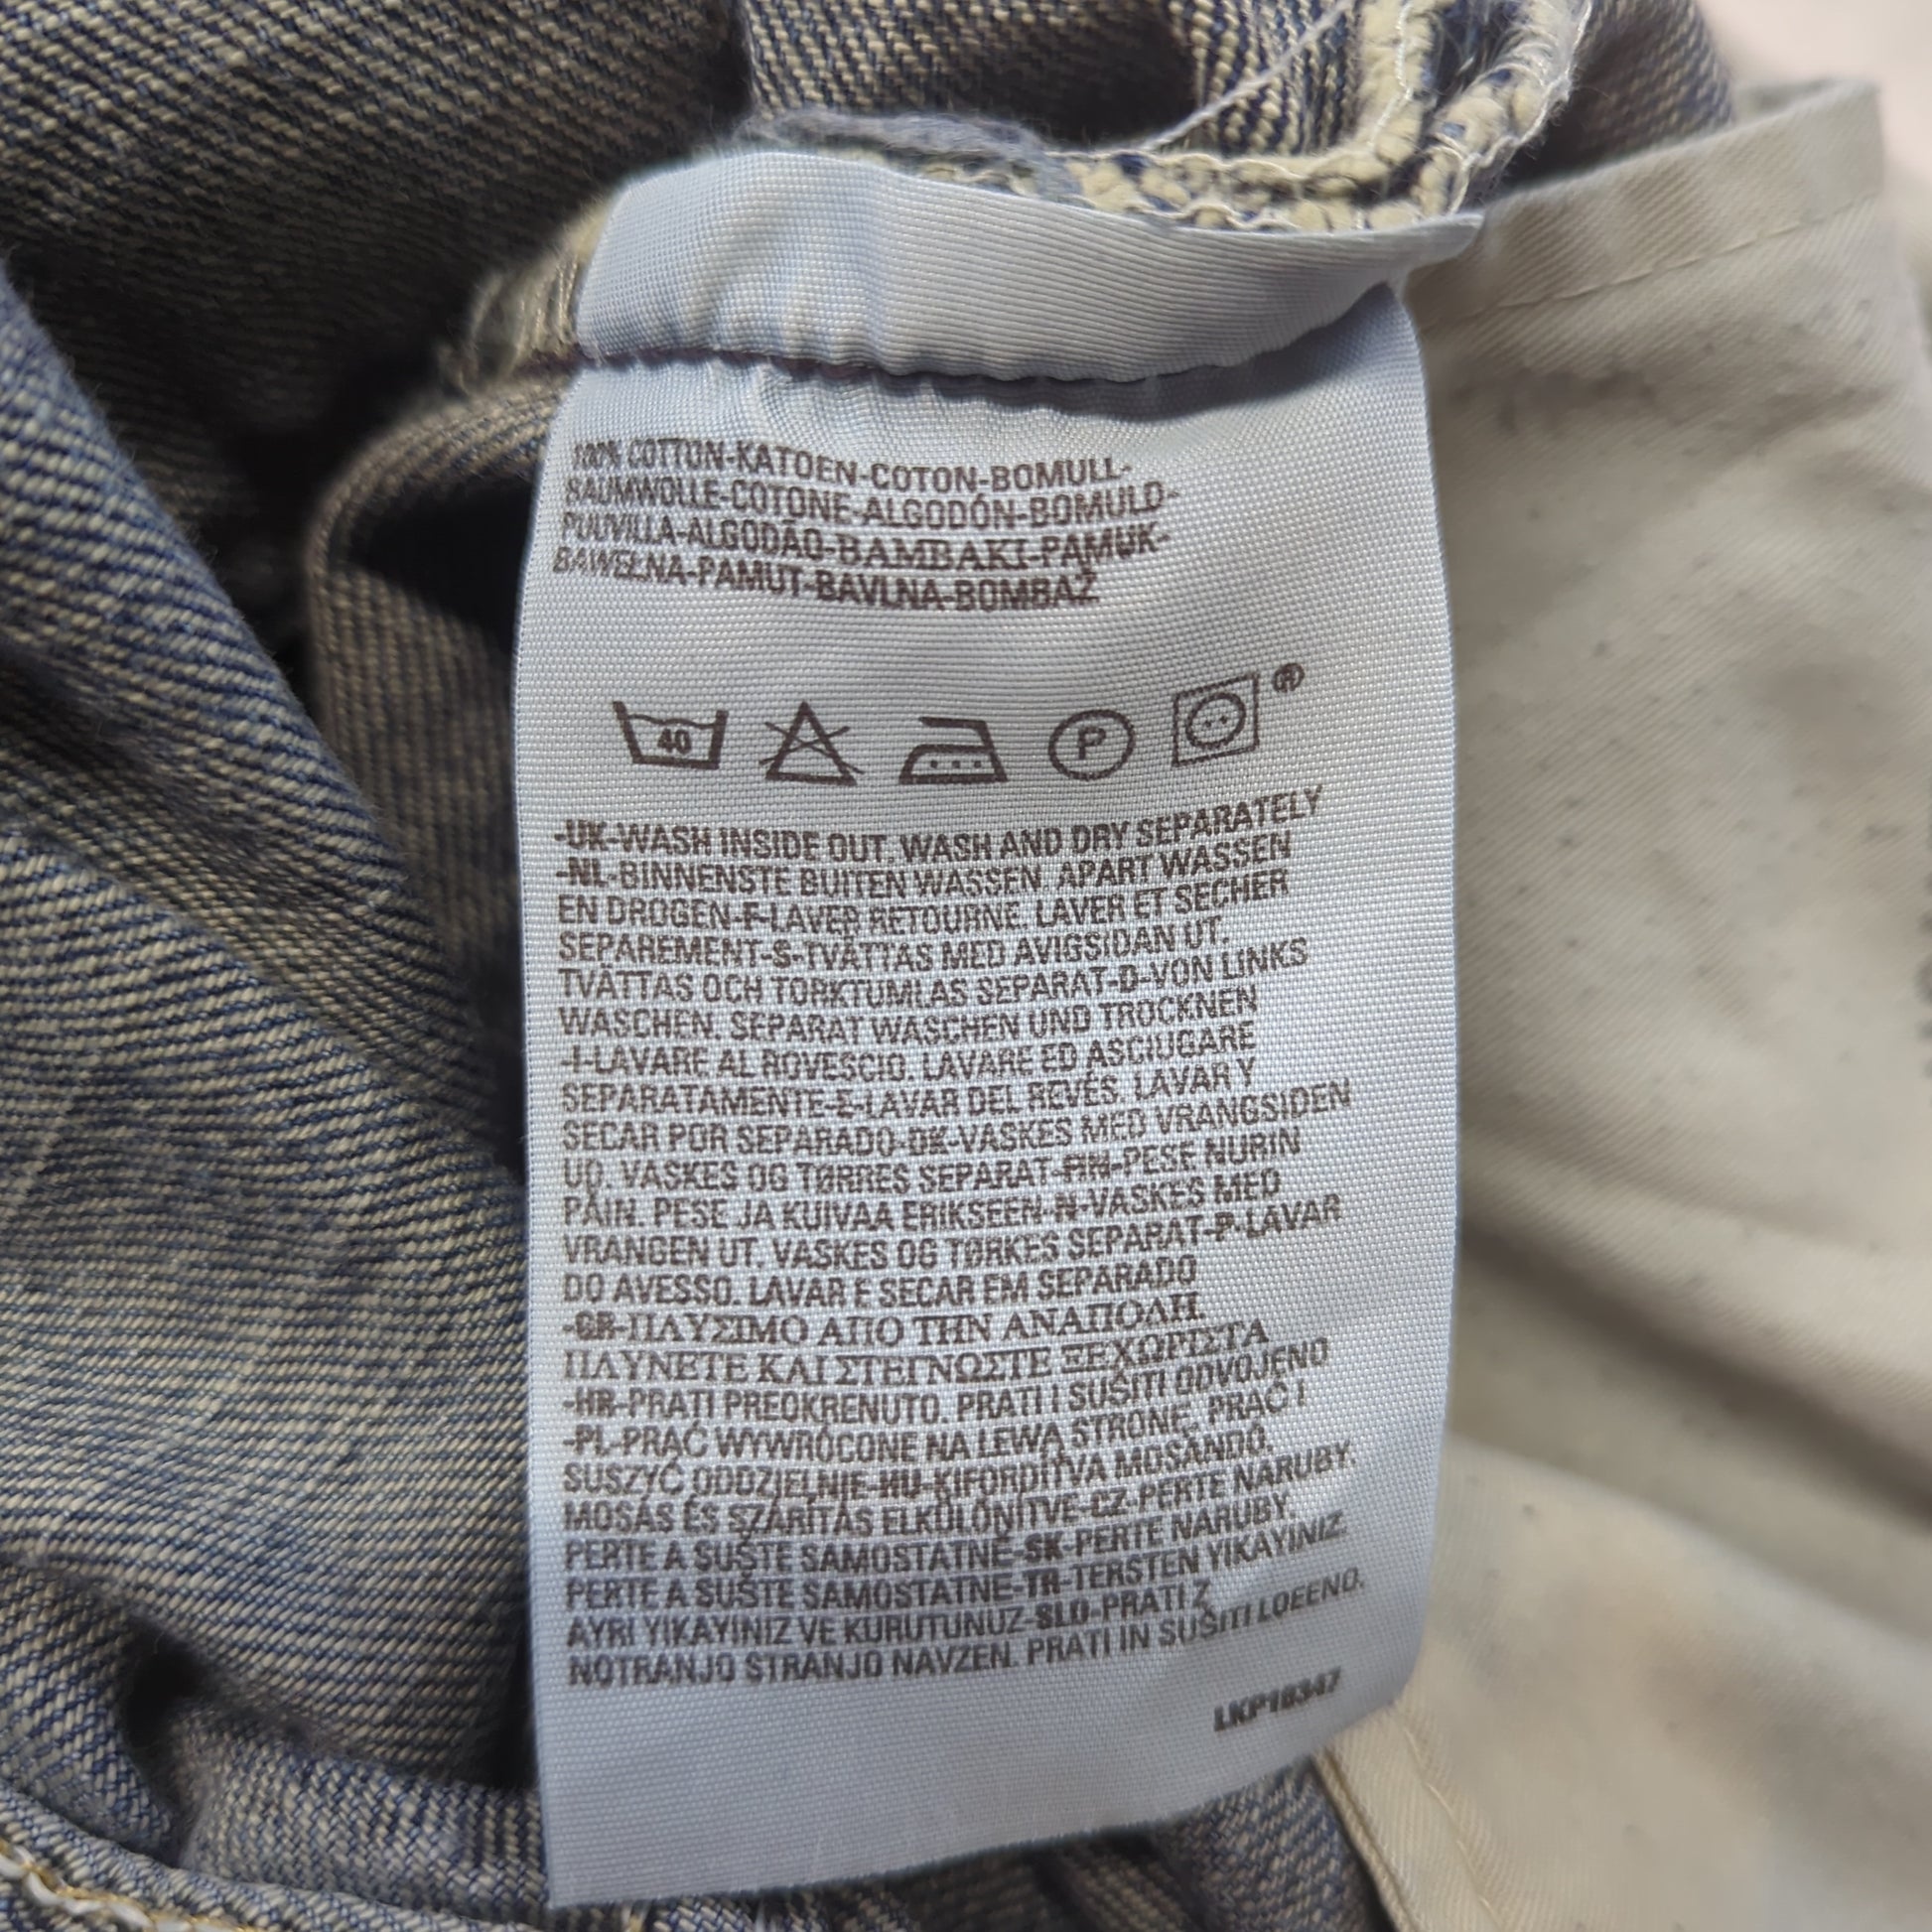 100% COTTON-KATOEN-COTON-BOMULL-
BAUMWOLLE-COTONE-ALGODÓN-BOMULD-
PUUVILLA-ALGODÃO-BAMBAKI-PAMUK-
BAWEŁNA-PAMUT-BAVLNA-BOMBAŽ
40 P ®
-UK-WASH INSIDE OUT. WASH AND DRY SEPARATELY
-NL-BINNENSTE BUITEN WASSEN. APART WASSEN
EN DROGEN-F-LAVER RETOURNE. LAVER ET SECHER
SEPAREMENT-S-TVÄTTAS MED AVIGSIDAN UT.
TVÄTTAS OCH TORKTUMLAS SEPARAT-D-VON LINKS
WASCHEN. SEPARAT WASCHEN UND TROCKNEN
-I-LAVARE AL ROVESCIO. LAVARE ED ASCIUGARE
SEPARATAMENTE-E-LAVAR DEL REVÉS. LAVAR Y
SECAR POR SEPARADO-DK-VASKES MED VRANGSIDEN
UD. VASKES OG TØRRES SEPARAT-FIN-PESE NURIN
PÄIN. PESE JA KUIVAA ERIKSEEN-N-VASKES MED
VRANGEN UT. VASKES OG TØRKES SEPARAT-P-LAVAR
DO AVESSO. LAVAR E SECAR EM SEPARADO
-GR-ΠΛΥΣΙΜΟ ΑΠΟ ΤΗΝ ΑΝΑΠΟΔΗ.
ΠΛΥΝΕΤΕ ΚΑΙ ΣΤΕΓΝΩΣΤΕ ΞΕΧΩΡΙΣΤΑ
-HR-PRATI PREOKRENUTO. PRATI I SUŠITI ODVOJENO
-PL-PRAĆ WYWRÓCONE NA LEWĄ STRONĘ. PRAĆ I
SUSZYĆ ODDZIELNIE-HU-KIFORDÍTVA MOSANDÓ.
MOSÁS ÉS SZÁRÍTÁS ELKÜLÖNÍTVE-CZ-PERTE NARUBY.
PERTE A SUŠTE SAMOSTATNĚ-SK-PERTE NARUBY.
PERTE A SUŠTE SAMOSTATNE-TR-TERSTEN YIKAYINIZ.
AYRI YIKAYINIZ VE KURUTUNUZ-SLO-PRATI Z
NOTRANJO STRANJO NAVZEN. PRATI IN SUŠITI LOEENO.
LKP18347